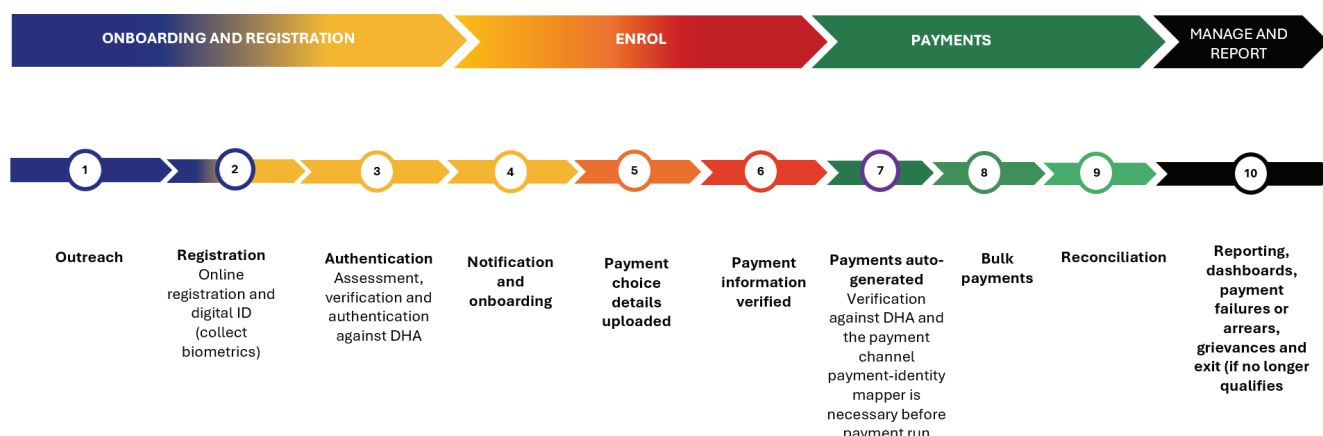 ONBOARDING AND REGISTRATION
ENROL
PAYMENTS
MANAGE AND
REPORT
1
2
3
4
5
6
7
8
9
10
Outreach
Registration
Online
registration and
digital ID
(collect
biometrics)
Authentication
Assessment,
verification and
authentication
against DHA
Notification
and
onboarding
Payment
choice
details
uploaded
Payment
information
verified
Payments auto-
generated
Verification
against DHA and
the payment
channel
payment-identity
mapper is
necessary before
payment run
Bulk
payments
Reconciliation
Reporting,
dashboards,
payment
failures or
arrears,
grievances and
exit (if no longer
qualifies